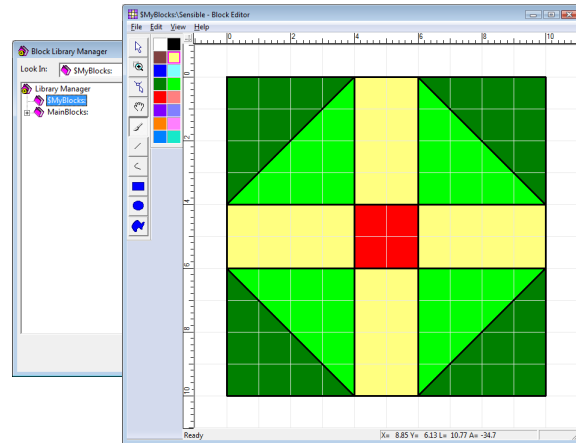 $MyBlocks:\Sensible - Block Editor
File Edit View Help
Block Library Manager
Look In: $MyBlocks:
Library Manager
$MyBlocks:
MainBlocks:
0 2 4 6 8 10
0
2
4
6
8
10
Ready
X= 8.85 Y= 6.13 L= 10.77 A= -34.7